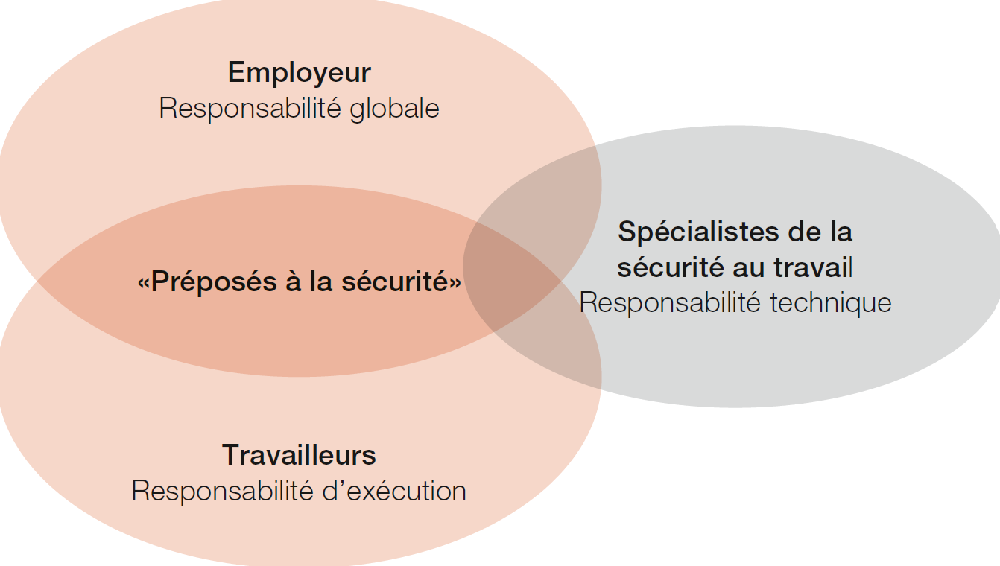 Employeur
Responsabilité globale
«Préposés à la sécurité»
Spécialistes de la
sécurité au travail
Responsabilité technique
Travailleurs
Responsabilité d’exécution